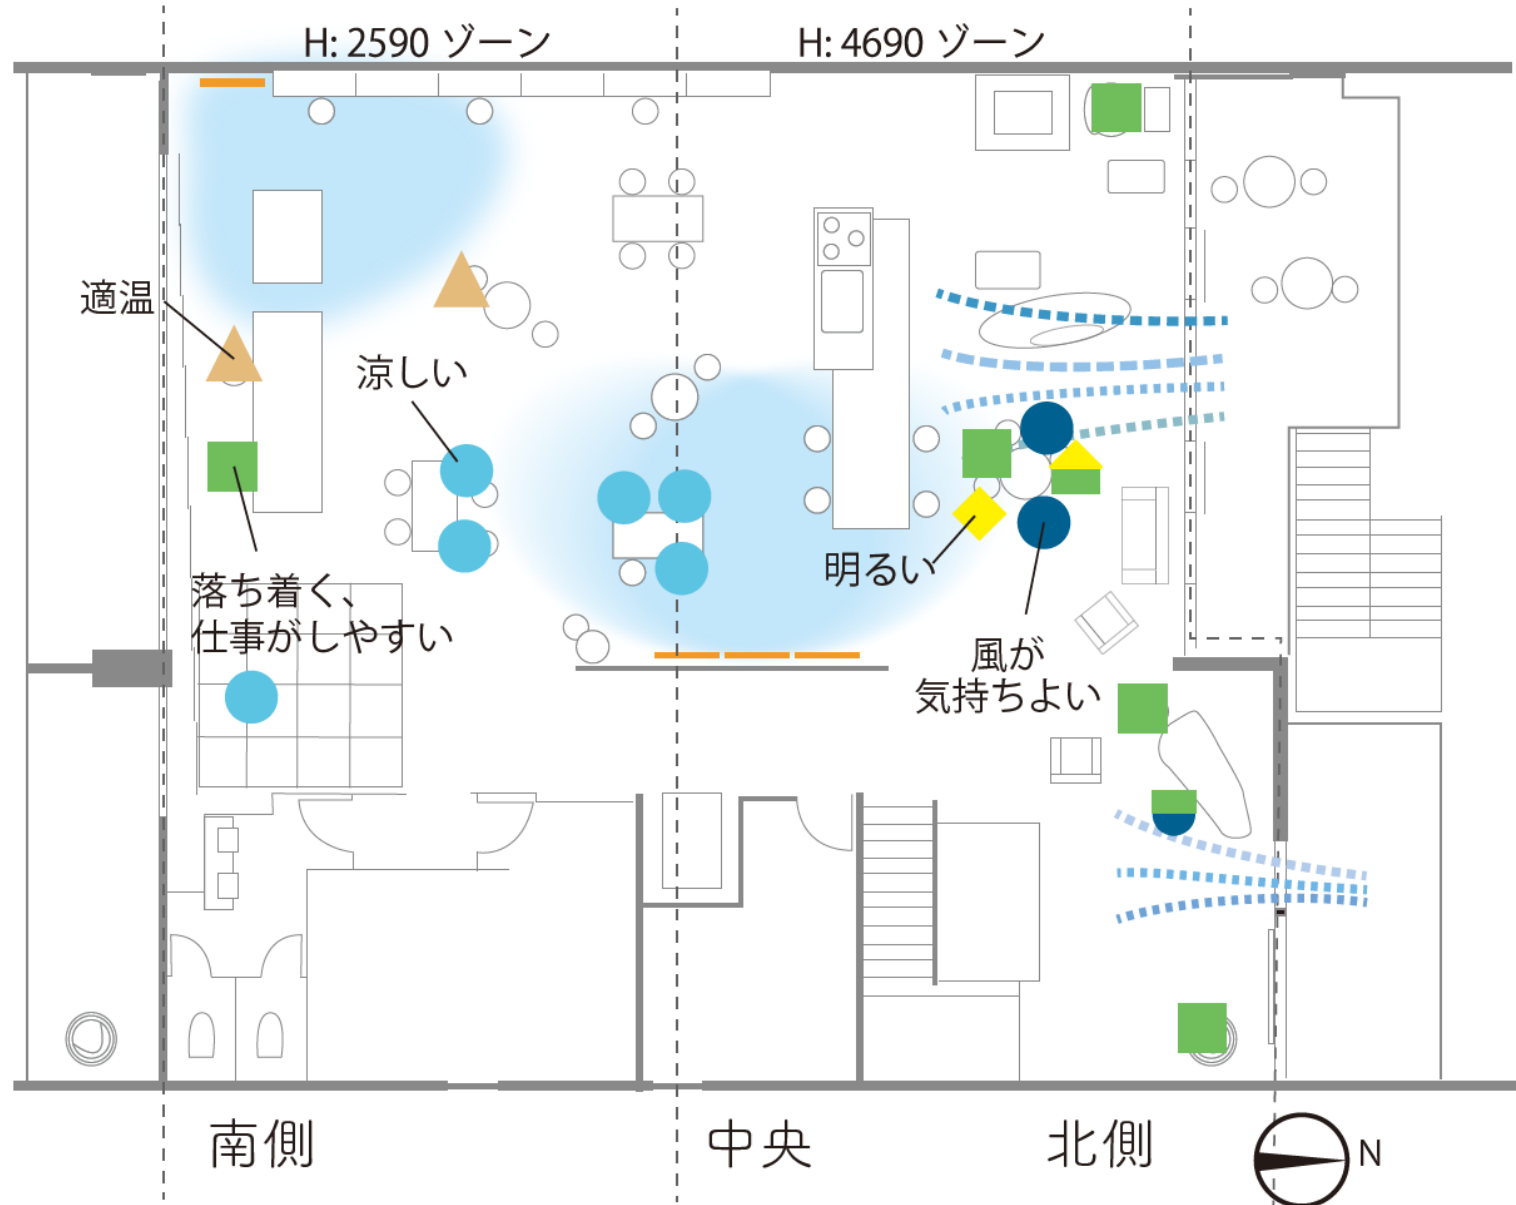 H: 2590 ゾーン
H: 4690 ゾーン
適温
涼しい
落ち着く、
仕事がしやすい
明るい
風が
気持ちよい
南側
中央
北側
N